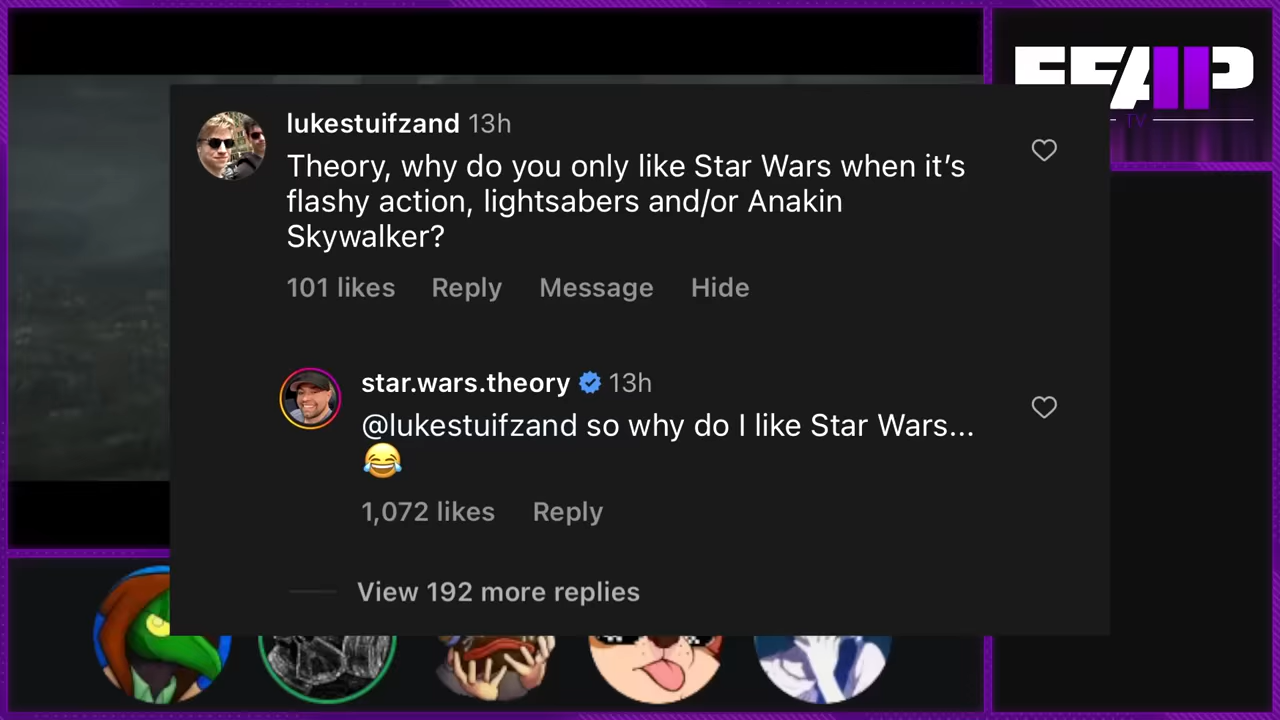 EFAP
TV
lukestuifzand 13h
Theory, why do you only like Star Wars when it’s
flashy action, lightsabers and/or Anakin
Skywalker?
101 likes Reply Message Hide
star.wars.theory 13h
@lukestuifzand so why do I like Star Wars...
😂
1,072 likes Reply
View 192 more replies